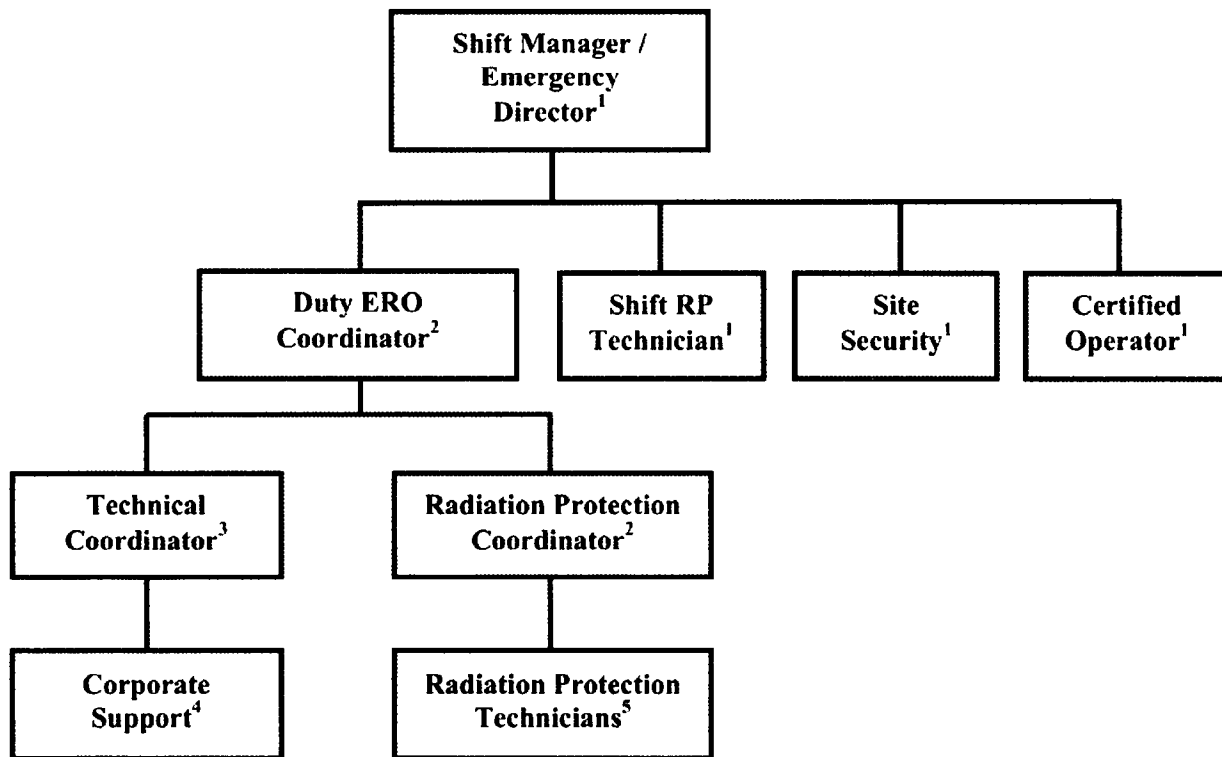 Shift Manager /
Emergency
Director¹
Duty ERO
Coordinator²
Shift RP
Technician¹
Site
Security¹
Certified
Operator¹
Technical
Coordinator³
Radiation Protection
Coordinator²
Corporate
Support⁴
Radiation Protection
Technicians⁵